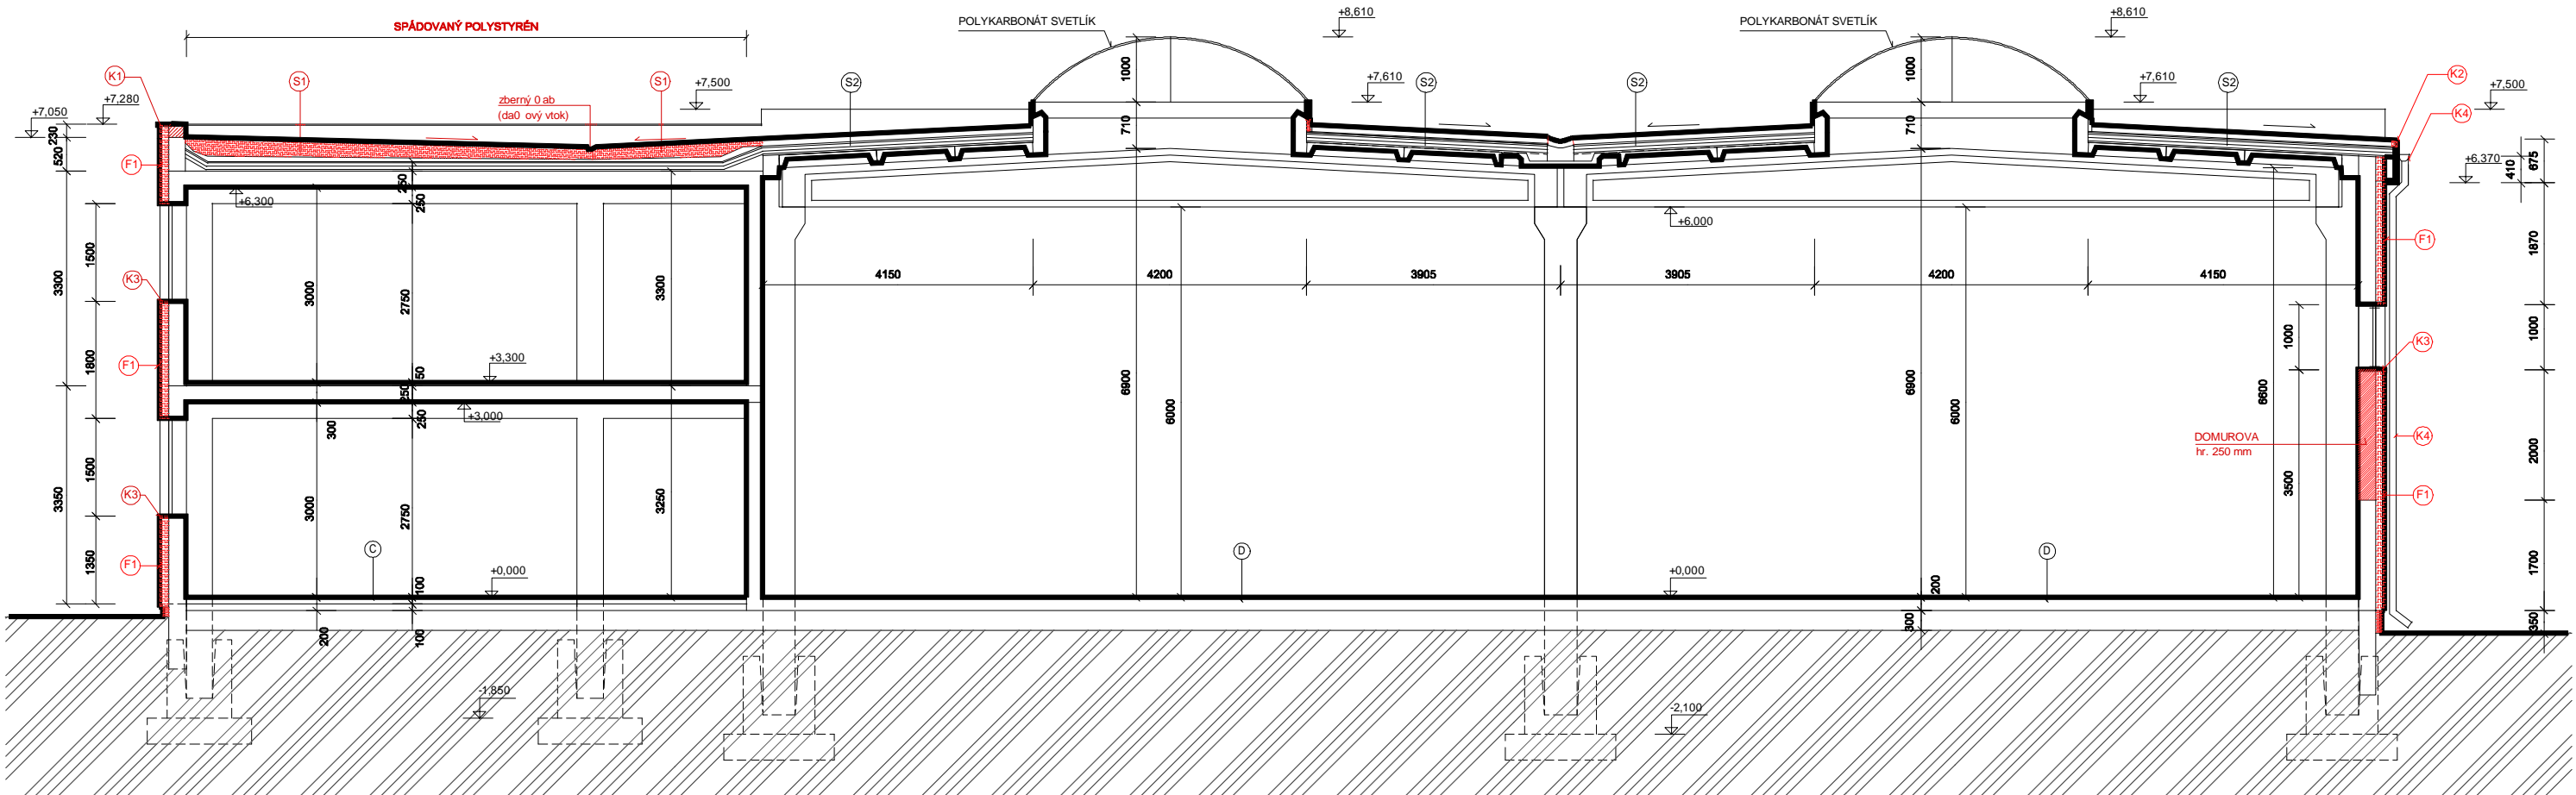 SPÁDOVANÝ POLYSTYRÉN
POLYKARBONÁT SVETLÍK
+8,610
POLYKARBONÁT SVETLÍK
+8,610
K1
S1
S1
+7,500
S2
1000
+7,610
S2
S2
1000
+7,610
S2
K2
+7,500
+7,050
+7,280
zberný 0 ab
(da0 ový vtok)
K4
230
520
710
710
F1
+6,370
410
675
250
250
+6,300
+6,000
1500
3300
3000
2750
3300
4150
4200
3905
3905
4200
4150
F1
1870
K3
1000
1000
K3
F1
1800
+3,300
50
250
250
+3,000
300
6900
6000
6900
6000
6600
DOMUROVA
hr. 250 mm
K4
2000
K3
1500
3350
3000
2750
3250
3500
F1
F1
1350
C
D
D
1700
+0,000
100
+0,000
200
200
100
300
350
-1,850
-2,100